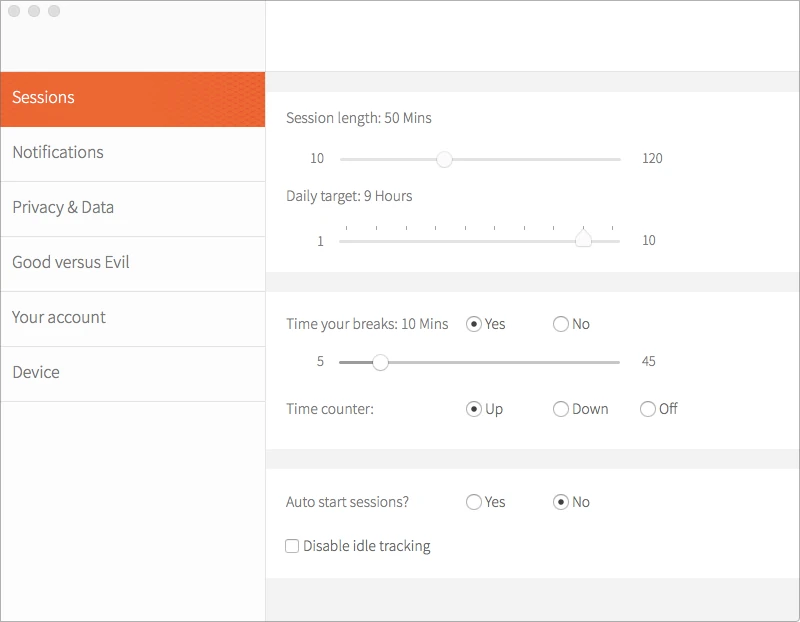 Sessions
Notifications
Privacy & Data
Good versus Evil
Your account
Device
Session length: 50 Mins
10 120
Daily target: 9 Hours
1 10
Time your breaks: 10 Mins Yes No
5 45
Time counter: Up Down Off
Auto start sessions? Yes No
Disable idle tracking